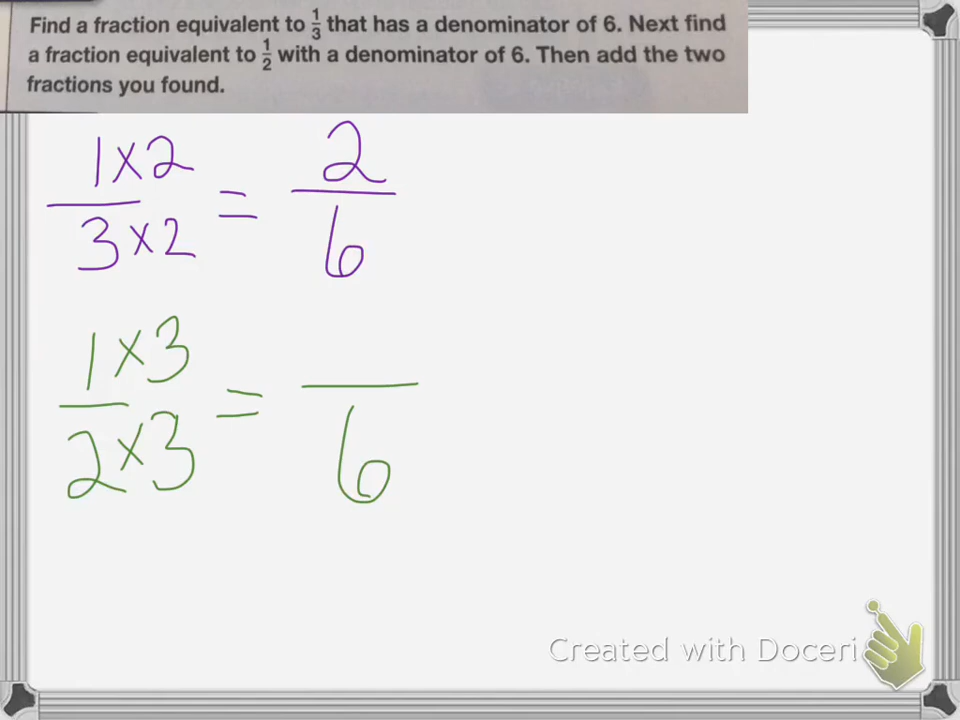 Find a fraction equivalent to 1/3 that has a denominator of 6. Next find
a fraction equivalent to 1/2 with a denominator of 6. Then add the two
fractions you found.
1x2 / 3x2 = 2 / 6
1x3 / 2x3 = / 6
Created with Doceri